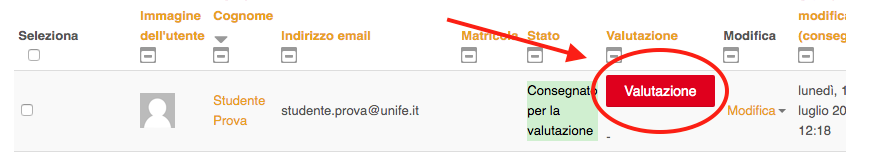 Seleziona
Immagine
dell'utente
Cognome
Indirizzo email
Matricola
Stato
Valutazione
Modifica
modific
(conseg
Studente
Prova
studente.prova@unife.it
Consegnato
per la
valutazione
Valutazione
-
Modifica
lunedì, 1
luglio 20
12:18